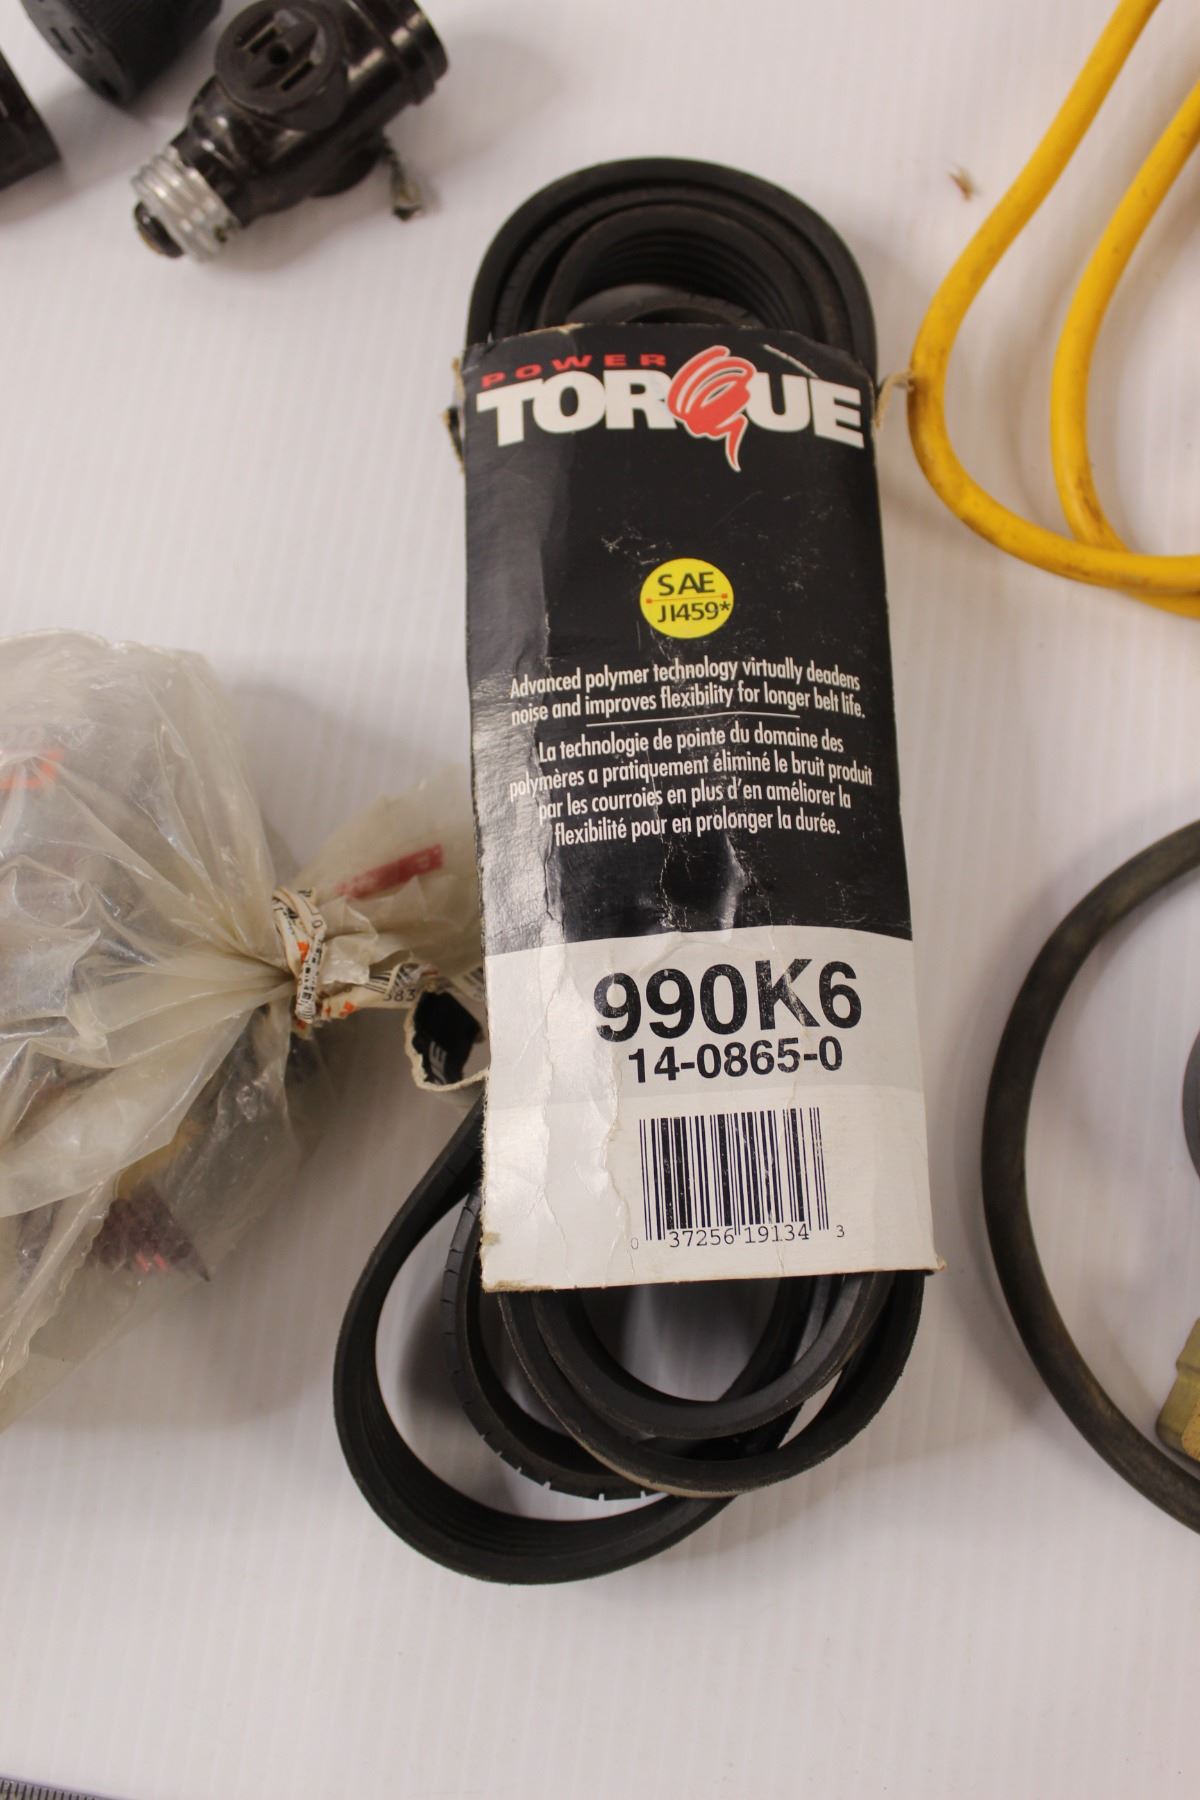 POWER
TORQUE
SAE
J1459*
Advanced polymer technology virtually deadens
noise and improves flexibility for longer belt life.
La technologie de pointe du domaine des
polymères a pratiquement éliminé le bruit produit
par les courroies en plus d'en améliorer la
flexibilité pour en prolonger la durée.
990K6
14-0865-0
0 37256 19134 3